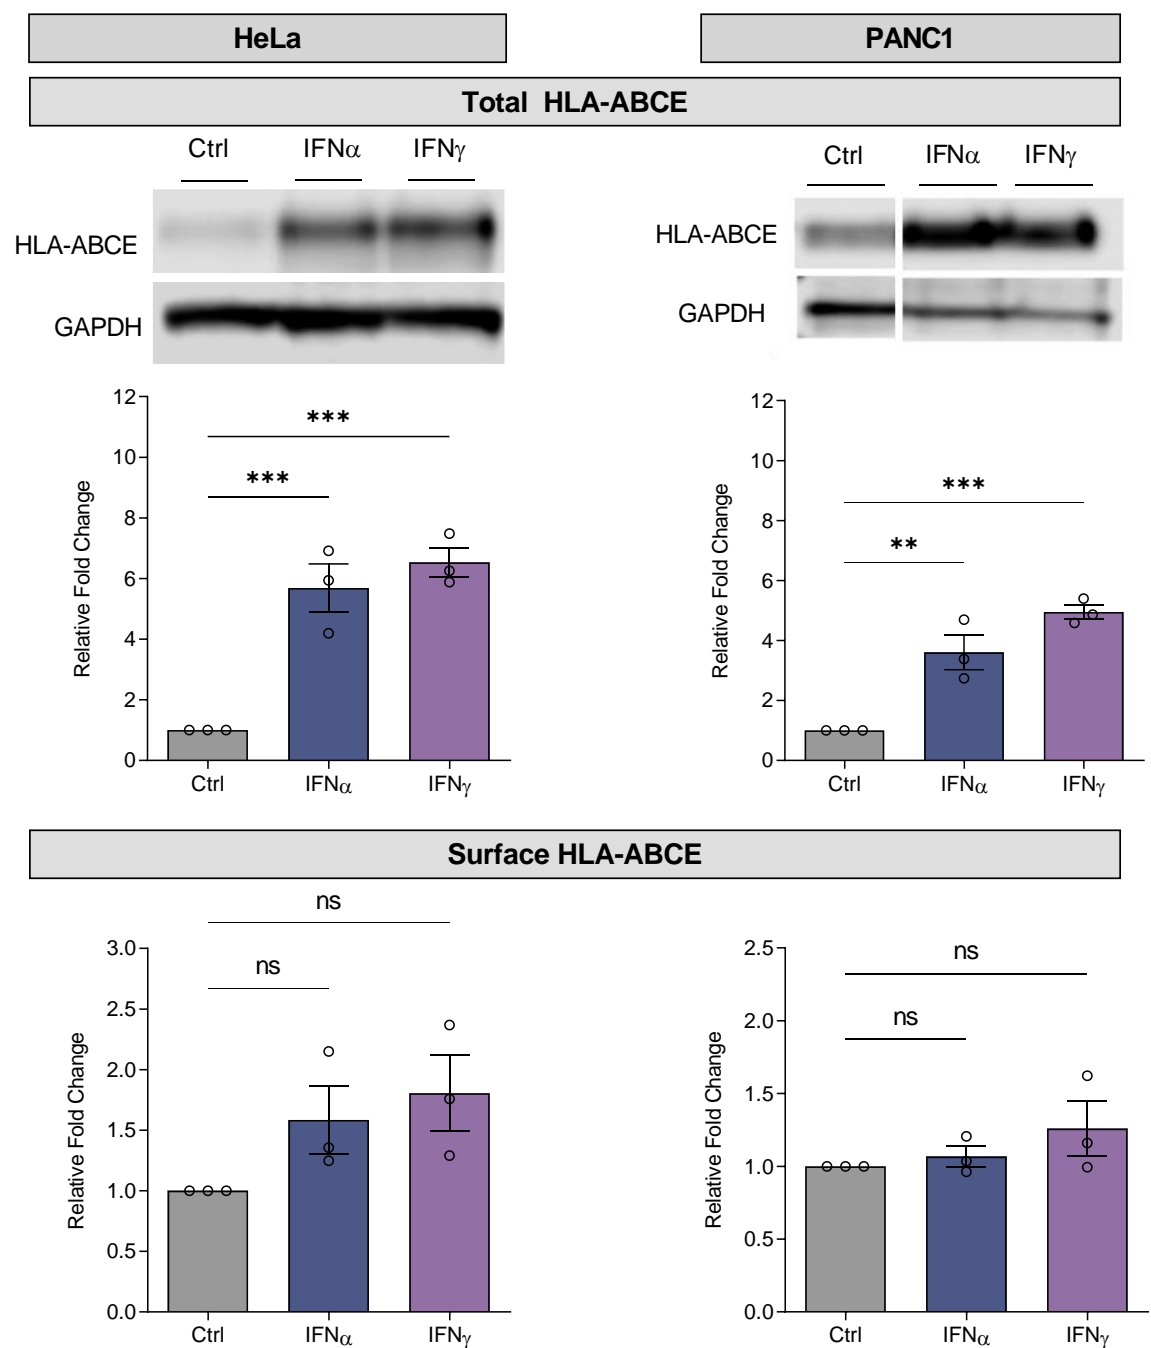 HeLa
PANC1
Total HLA-ABCE
Ctrl IFNα IFNγ
HLA-ABCE
GAPDH
Ctrl IFNα IFNγ
HLA-ABCE
GAPDH
Relative Fold Change
12
10
8
6
4
2
0
***
***
Ctrl IFNα IFNγ
Relative Fold Change
12
10
8
6
4
2
0
***
**
Ctrl IFNα IFNγ
Surface HLA-ABCE
Relative Fold Change
3.0
2.5
2.0
1.5
1.0
0.5
0.0
ns
ns
Ctrl IFNα IFNγ
Relative Fold Change
2.5
2.0
1.5
1.0
0.5
0.0
ns
ns
Ctrl IFNα IFNγ